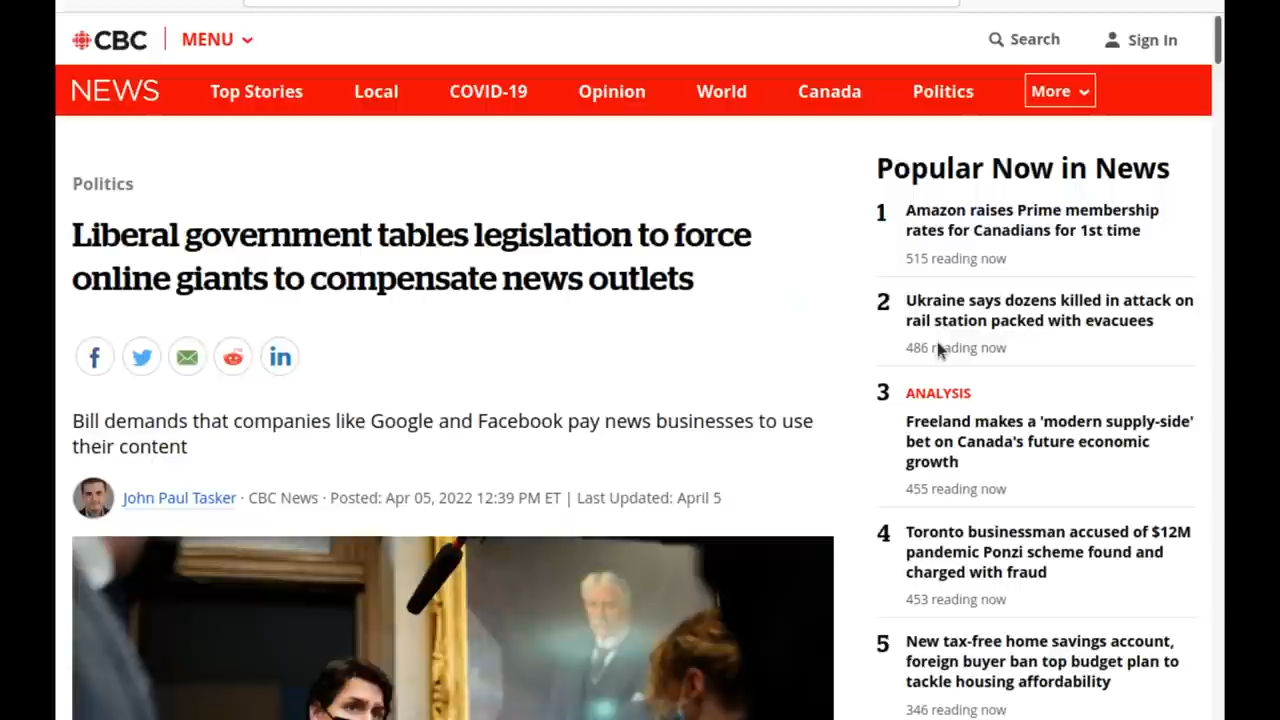 CBC
MENU
Search
Sign In
NEWS
Top Stories
Local
COVID-19
Opinion
World
Canada
Politics
More
Politics
Liberal government tables legislation to force
online giants to compensate news outlets
Bill demands that companies like Google and Facebook pay news businesses to use
their content
John Paul Tasker · CBC News · Posted: Apr 05, 2022 12:39 PM ET | Last Updated: April 5
Popular Now in News
1
Amazon raises Prime membership
rates for Canadians for 1st time
515 reading now
2
Ukraine says dozens killed in attack on
rail station packed with evacuees
486 reading now
3
ANALYSIS
Freeland makes a 'modern supply-side'
bet on Canada's future economic
growth
455 reading now
4
Toronto businessman accused of $12M
pandemic Ponzi scheme found and
charged with fraud
453 reading now
5
New tax-free home savings account,
foreign buyer ban top budget plan to
tackle housing affordability
346 reading now